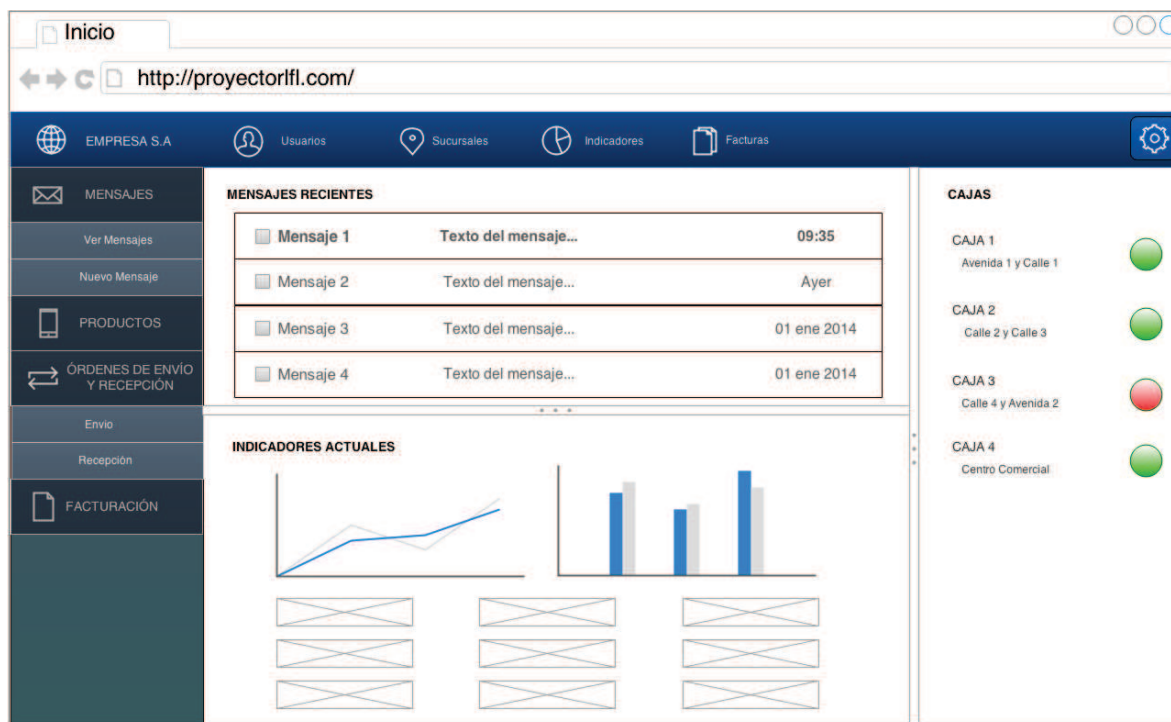 Inicio
http://proyectorlfl.com/
EMPRESA S.A
Usuarios
Sucursales
Indicadores
Facturas
MENSAJES
Ver Mensajes
Nuevo Mensaje
PRODUCTOS
ÓRDENES DE ENVÍO
Y RECEPCIÓN
Envio
Recepción
FACTURACIÓN
MENSAJES RECIENTES
Mensaje 1 Texto del mensaje... 09:35
Mensaje 2 Texto del mensaje... Ayer
Mensaje 3 Texto del mensaje... 01 ene 2014
Mensaje 4 Texto del mensaje... 01 ene 2014
INDICADORES ACTUALES
CAJAS
CAJA 1
Avenida 1 y Calle 1
CAJA 2
Calle 2 y Calle 3
CAJA 3
Calle 4 y Avenida 2
CAJA 4
Centro Comercial